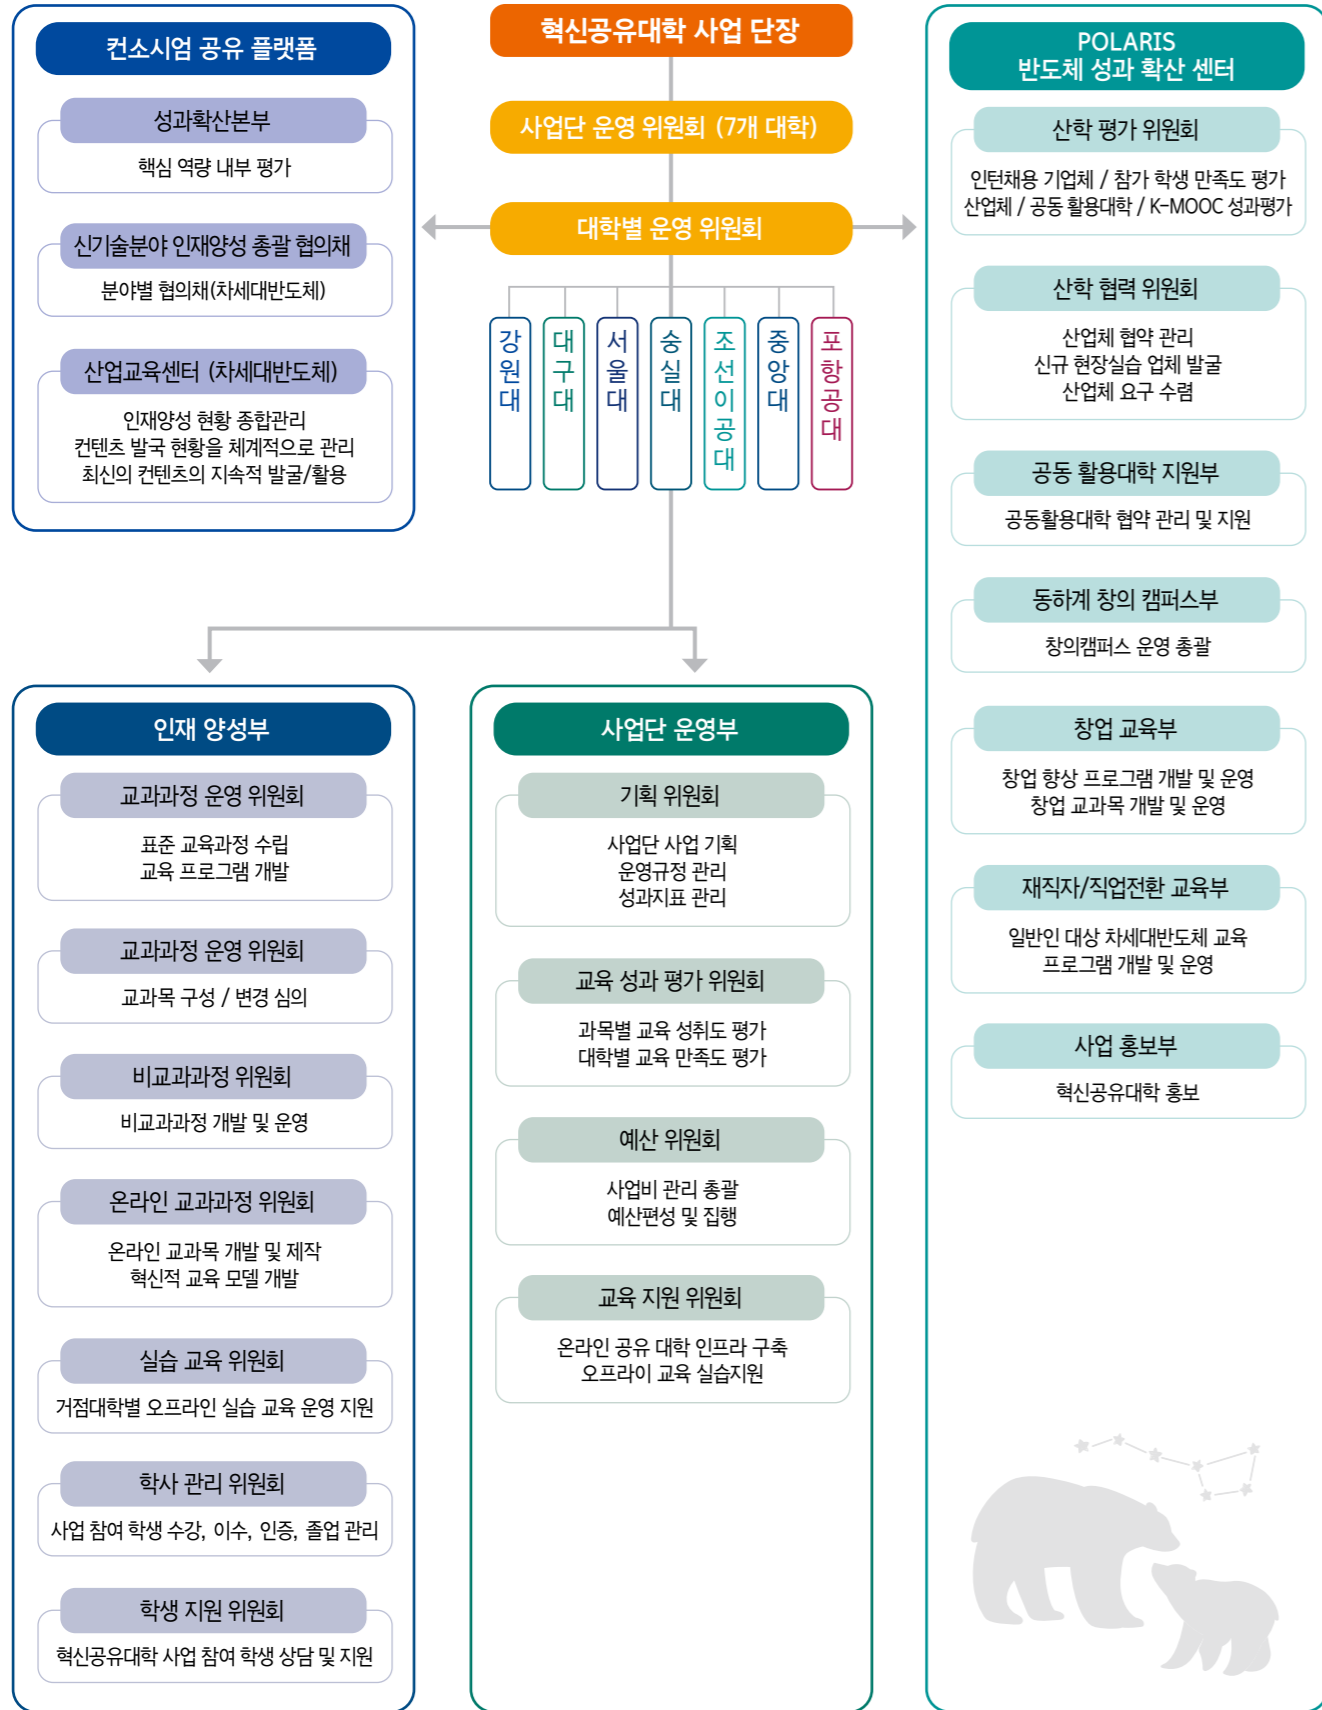 혁신공유대학 사업 단장
사업단 운영 위원회 (7개 대학)
대학별 운영 위원회
강원대
대구대
서울대
숭실대
조선이공대
중앙대
포항공대
컨소시엄 공유 플랫폼
성과확산본부
핵심 역량 내부 평가
신기술분야 인재양성 총괄 협의채
분야별 협의채(차세대반도체)
산업교육센터 (차세대반도체)
인재양성 현황 종합관리
컨텐츠 발국 현황을 체계적으로 관리
최신의 컨텐츠의 지속적 발굴/활용
POLARIS
반도체 성과 확산 센터
산학 평가 위원회
인턴채용 기업체 / 참가 학생 만족도 평가
산업체 / 공동 활용대학 / K-MOOC 성과평가
산학 협력 위원회
산업체 협약 관리
신규 현장실습 업체 발굴
산업체 요구 수렴
공동 활용대학 지원부
공동활용대학 협약 관리 및 지원
동하계 창의 캠퍼스부
창의캠퍼스 운영 총괄
창업 교육부
창업 향상 프로그램 개발 및 운영
창업 교과목 개발 및 운영
재직자/직업전환 교육부
일반인 대상 차세대반도체 교육
프로그램 개발 및 운영
사업 홍보부
혁신공유대학 홍보
인재 양성부
교과과정 운영 위원회
표준 교육과정 수립
교육 프로그램 개발
교과과정 운영 위원회
교과목 구성 / 변경 심의
비교과과정 위원회
비교과과정 개발 및 운영
온라인 교과과정 위원회
온라인 교과목 개발 및 제작
혁신적 교육 모델 개발
실습 교육 위원회
거점대학별 오프라인 실습 교육 운영 지원
학사 관리 위원회
사업 참여 학생 수강, 이수, 인증, 졸업 관리
학생 지원 위원회
혁신공유대학 사업 참여 학생 상담 및 지원
사업단 운영부
기획 위원회
사업단 사업 기획
운영규정 관리
성과지표 관리
교육 성과 평가 위원회
과목별 교육 성취도 평가
대학별 교육 만족도 평가
예산 위원회
사업비 관리 총괄
예산편성 및 집행
교육 지원 위원회
온라인 공유 대학 인프라 구축
오프라이 교육 실습지원